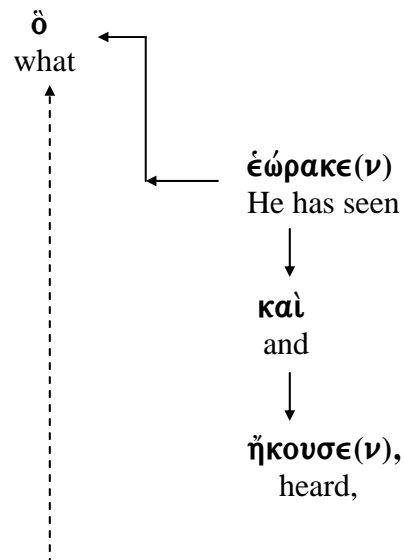 ὃ
what
ἑώρακε(ν)
He has seen
καὶ
and
ἤκουσε(ν),
heard,